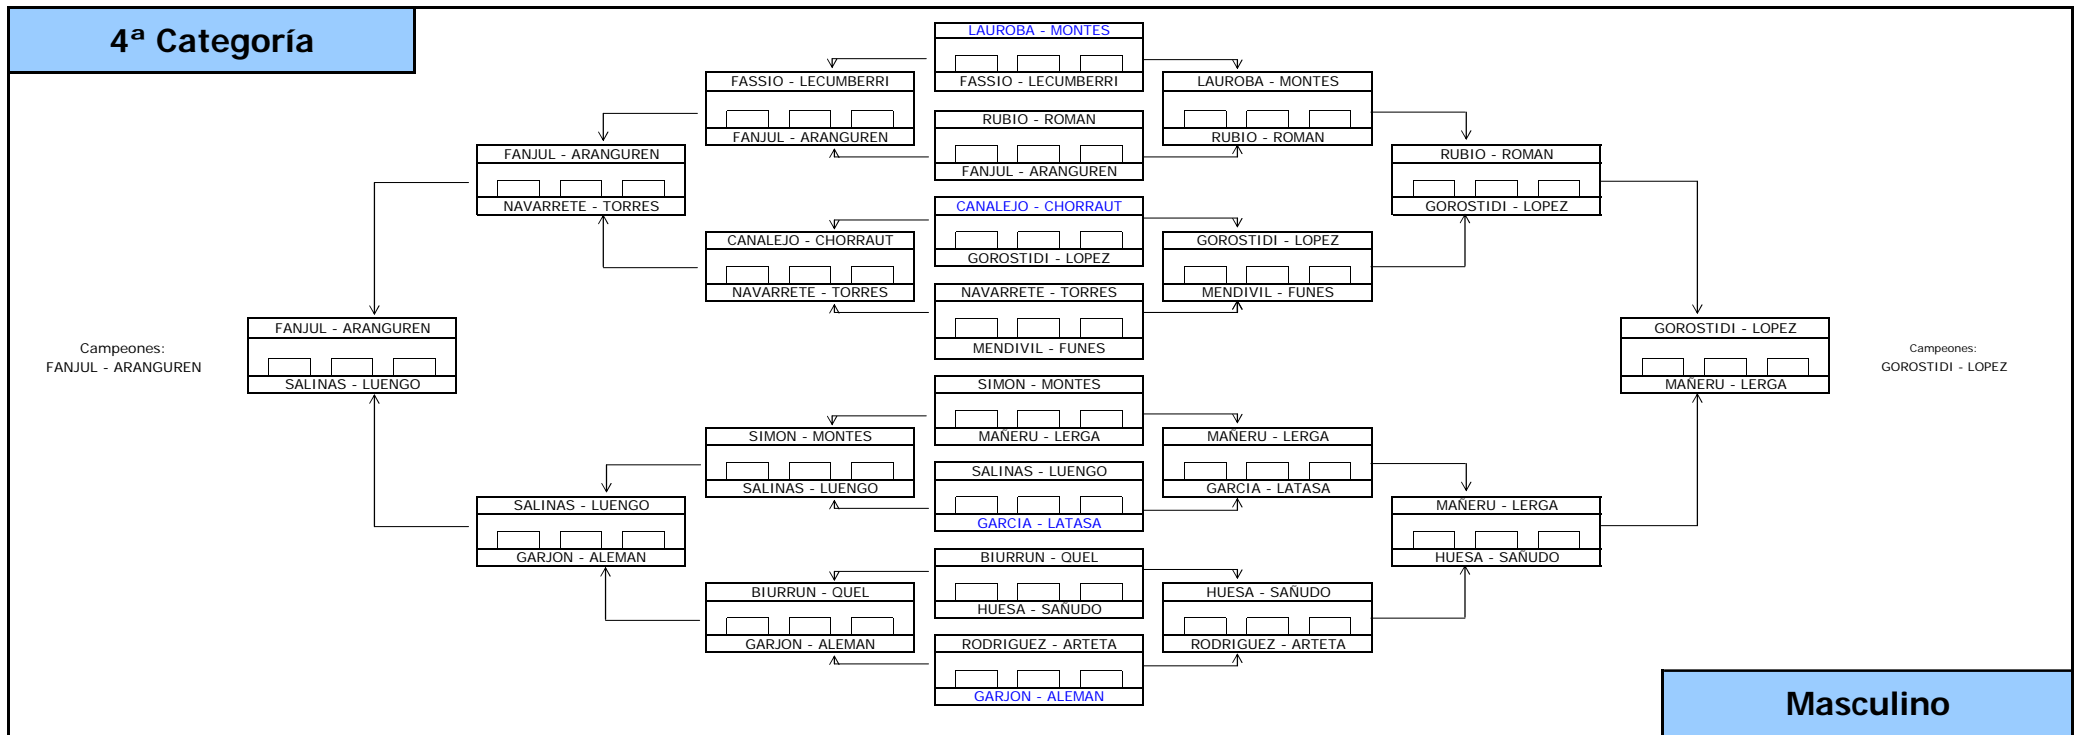 4ª Categoría
LAUROBA - MONTES
FASSIO - LECUMBERRI
RUBIO - ROMAN
FANJUL - ARANGUREN
CANALEJO - CHORRAUT
GOROSTIDI - LOPEZ
NAVARRETE - TORRES
MENDIVIL - FUNES
SIMON - MONTES
MAÑERU - LERGA
SALINAS - LUENGO
GARCIA - LATASA
BIURRUN - QUEL
HUESA - SAÑUDO
RODRIGUEZ - ARTETA
GARJON - ALEMAN
FASSIO - LECUMBERRI
FANJUL - ARANGUREN
CANALEJO - CHORRAUT
NAVARRETE - TORRES
SIMON - MONTES
SALINAS - LUENGO
BIURRUN - QUEL
GARJON - ALEMAN
FANJUL - ARANGUREN
NAVARRETE - TORRES
SALINAS - LUENGO
GARJON - ALEMAN
FANJUL - ARANGUREN
SALINAS - LUENGO
Campeones:
FANJUL - ARANGUREN
LAUROBA - MONTES
RUBIO - ROMAN
GOROSTIDI - LOPEZ
MENDIVIL - FUNES
MAÑERU - LERGA
GARCIA - LATASA
HUESA - SAÑUDO
RODRIGUEZ - ARTETA
RUBIO - ROMAN
GOROSTIDI - LOPEZ
MAÑERU - LERGA
HUESA - SAÑUDO
GOROSTIDI - LOPEZ
MAÑERU - LERGA
Campeones:
GOROSTIDI - LOPEZ
Masculino